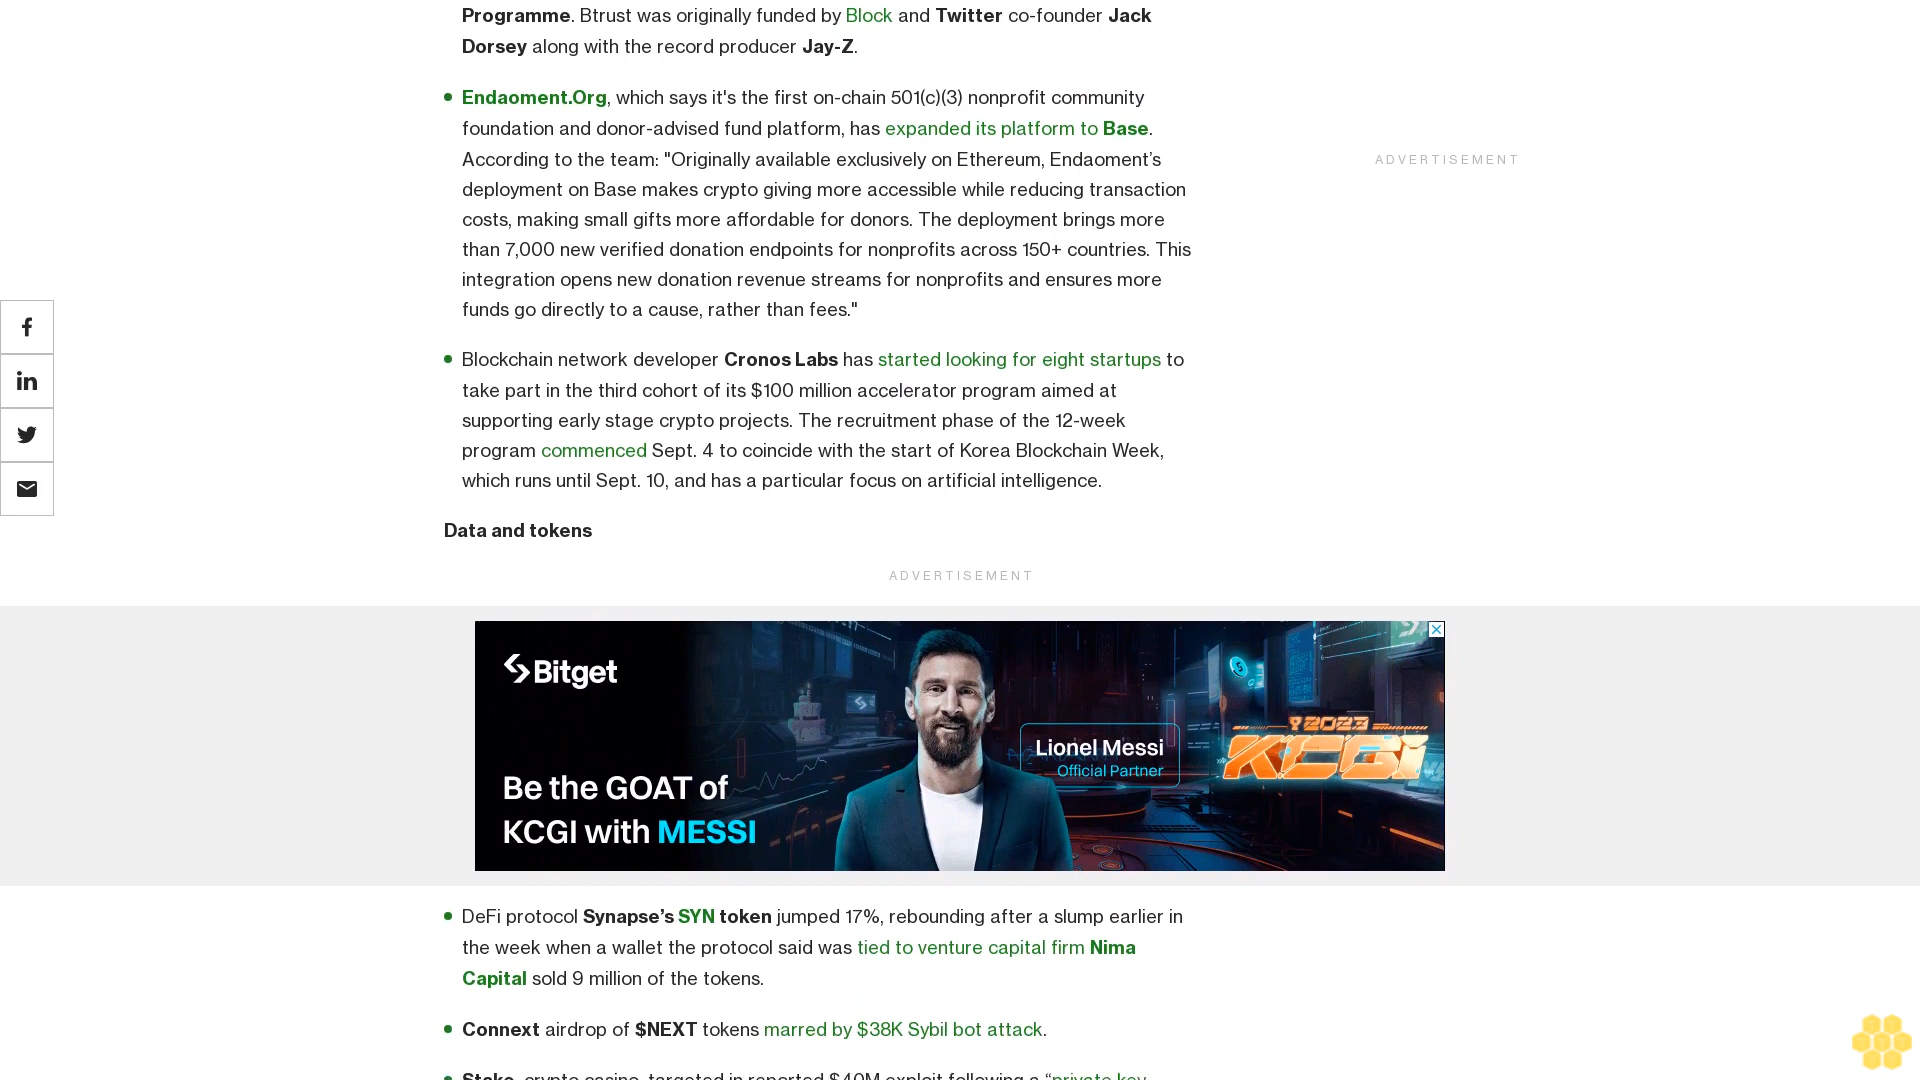 Programme. Btrust was originally funded by Block and Twitter co-founder Jack
Dorsey along with the record producer Jay-Z.
Endaoment.Org, which says it's the first on-chain 501(c)(3) nonprofit community
foundation and donor-advised fund platform, has expanded its platform to Base.
According to the team: "Originally available exclusively on Ethereum, Endaoment’s
deployment on Base makes crypto giving more accessible while reducing transaction
costs, making small gifts more affordable for donors. The deployment brings more
than 7,000 new verified donation endpoints for nonprofits across 150+ countries. This
integration opens new donation revenue streams for nonprofits and ensures more
funds go directly to a cause, rather than fees."
ADVERTISEMENT
Blockchain network developer Cronos Labs has started looking for eight startups to
take part in the third cohort of its $100 million accelerator program aimed at
supporting early stage crypto projects. The recruitment phase of the 12-week
program commenced Sept. 4 to coincide with the start of Korea Blockchain Week,
which runs until Sept. 10, and has a particular focus on artificial intelligence.
Data and tokens
ADVERTISEMENT
Bitget
Be the GOAT of
KCGI with MESSI
Lionel Messi
Official Partner
2023
KCGI
DeFi protocol Synapse’s SYN token jumped 17%, rebounding after a slump earlier in
the week when a wallet the protocol said was tied to venture capital firm Nima
Capital sold 9 million of the tokens.
Connext airdrop of $NEXT tokens marred by $38K Sybil bot attack.
Stake, crypto casino, targeted in reported $40M exploit following a “private key